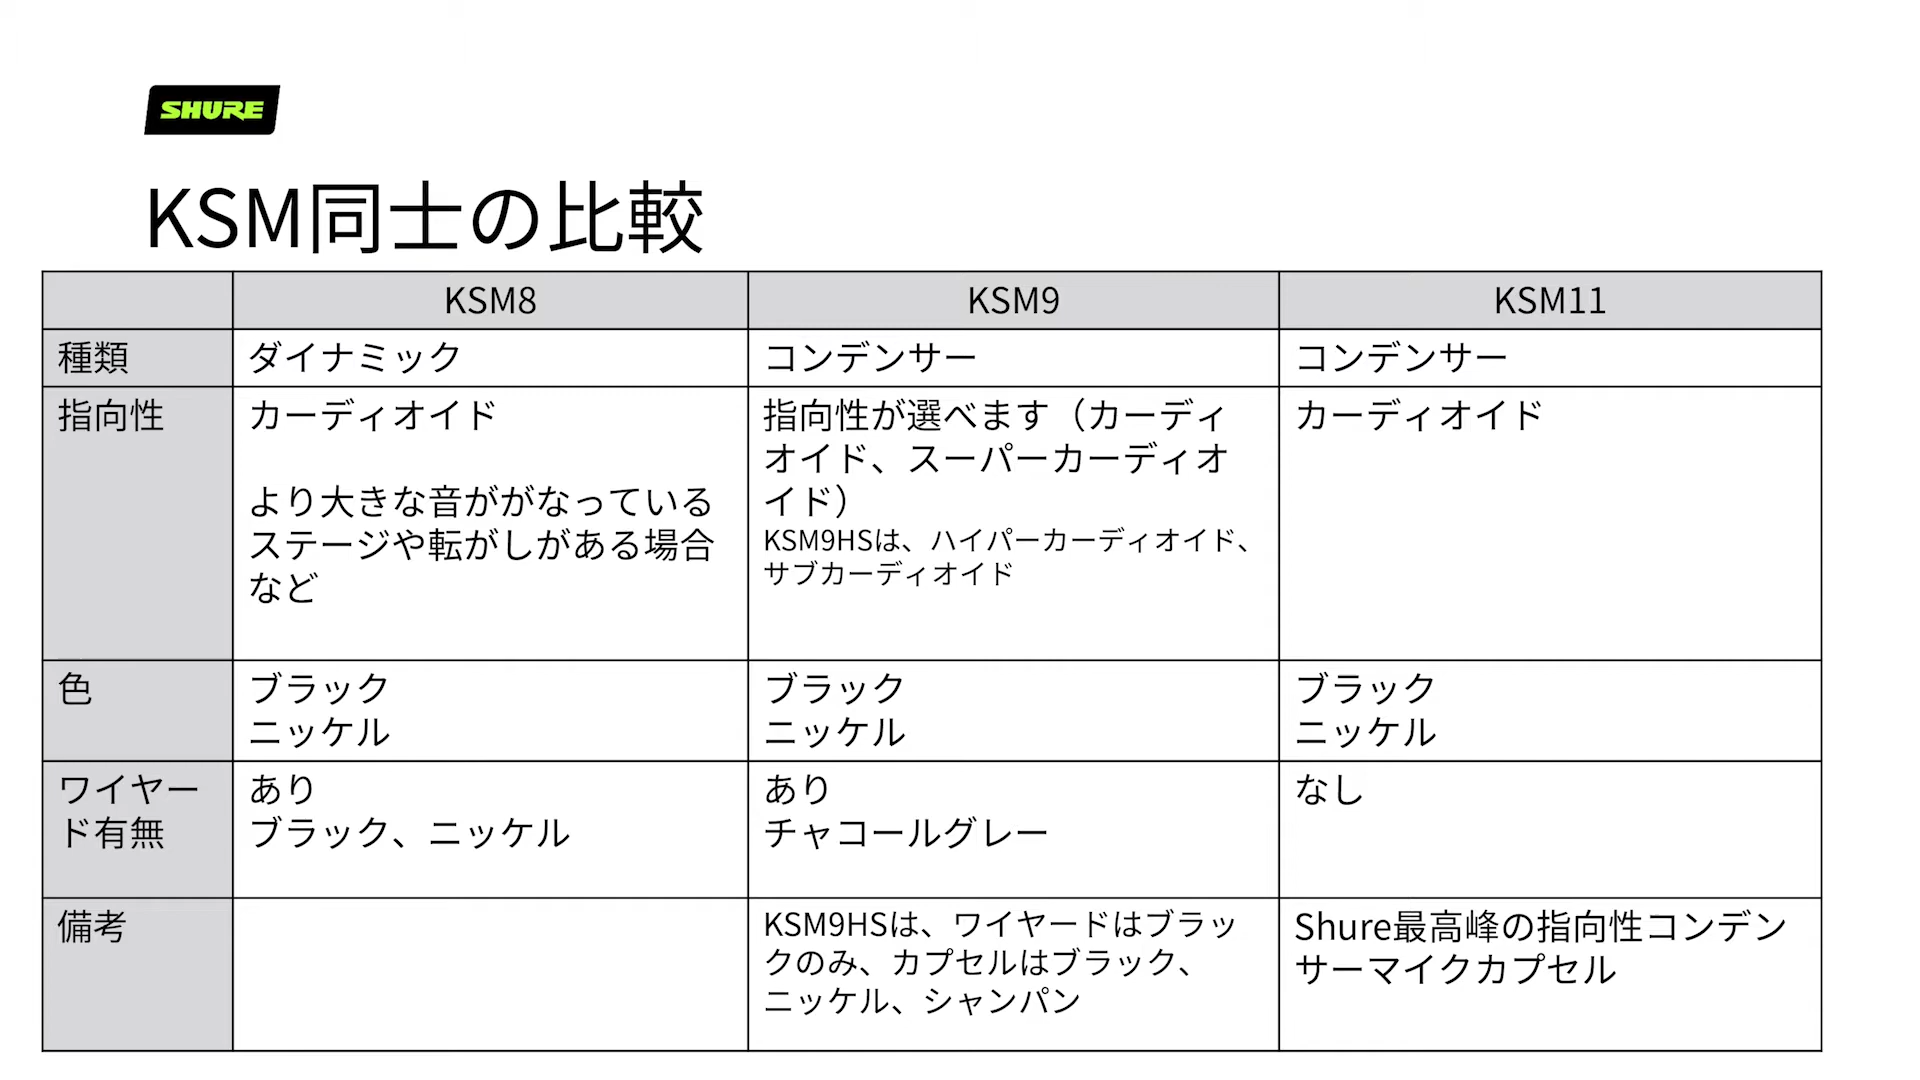 SHURE
KSM同士の比較
KSM8
KSM9
KSM11
種類
ダイナミック
コンデンサー
コンデンサー
指向性
カーディオイド
より大きな音ががなっている
ステージや転がしがある場合
など
指向性が選べます（カーディ
オイド、スーパーカーディオ
イド）
KSM9HSは、ハイパーカーディオイド、
サブカーディオイド
カーディオイド
色
ブラック
ニッケル
ブラック
ニッケル
ブラック
ニッケル
ワイヤー
ド有無
あり
ブラック、ニッケル
あり
チャコールグレー
なし
備考
KSM9HSは、ワイヤードはブラッ
クのみ、カプセルはブラック、
ニッケル、シャンパン
Shure最高峰の指向性コンデン
サーマイクカプセル